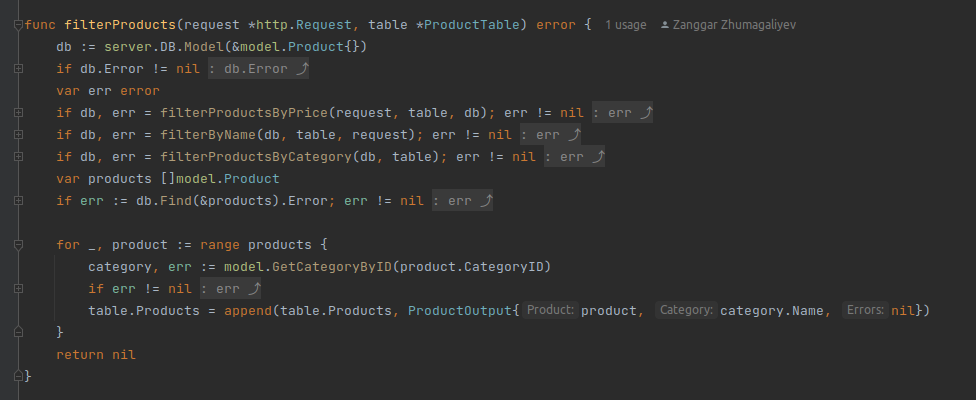 func filterProducts(request *http.Request, table *ProductTable) error { 1 usage Zanggar Zhumagaliyev
db := server.DB.Model(&model.Product{})
if db.Error != nil : db.Error ⤴
var err error
if db, err = filterProductsByPrice(request, table, db); err != nil : err ⤴
if db, err = filterByName(db, table, request); err != nil : err ⤴
if db, err = filterProductsByCategory(db, table); err != nil : err ⤴
var products []model.Product
if err := db.Find(&products).Error; err != nil : err ⤴
for _, product := range products {
category, err := model.GetCategoryByID(product.CategoryID)
if err != nil : err ⤴
table.Products = append(table.Products, ProductOutput{ Product: product, Category: category.Name, Errors: nil})
}
return nil
}